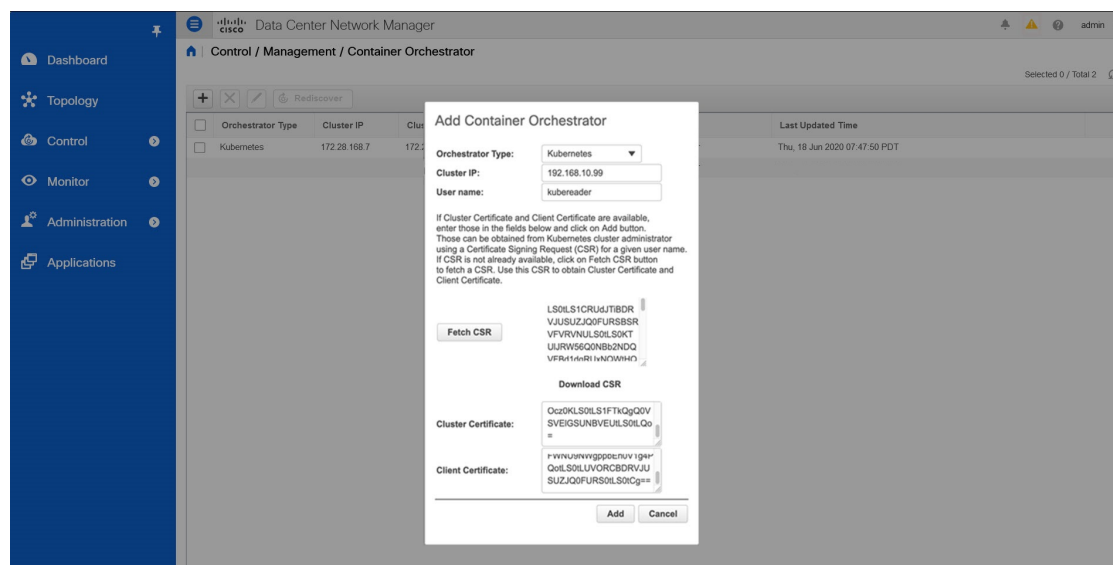 cisco Data Center Network Manager
admin
Control / Management / Container Orchestrator
Selected 0 / Total 2
Dashboard
Topology
Control
Monitor
Administration
Applications
Rediscover
Orchestrator Type Cluster IP Last Updated Time
Kubernetes 172.28.168.7 Thu, 18 Jun 2020 07:47:50 PDT
Add Container Orchestrator
Orchestrator Type: Kubernetes
Cluster IP: 192.168.10.99
User name: kubereader
If Cluster Certificate and Client Certificate are available,
enter those in the fields below and click on Add button.
Those can be obtained from Kubernetes cluster administrator
using a Certificate Signing Request (CSR) for a given user name.
If CSR is not already available, click on Fetch CSR button
to fetch a CSR. Use this CSR to obtain Cluster Certificate and
Client Certificate.
Fetch CSR
LS0tLS1CRUdJTiBDR
VJUSUZJQ0FURSBSR
VFVRVNULS0tLS0KT
UlJRW56Q0NBb2NDQ
Download CSR
Cluster Certificate:
Ocz0KLS0tLS1FTkQgQ0V
SVElGSUNBVEUtLS0tLQo
=
Client Certificate:
QotLS0tLUVORCBDRVJU
SUZJQ0FURS0tLS0tCg==
Add Cancel